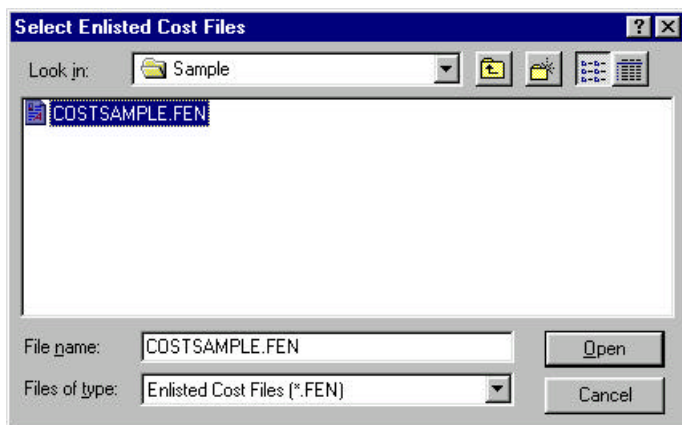 Select Enlisted Cost Files
Look in: Sample
COSTSAMPLE.FEN
File name: COSTSAMPLE.FEN Open
Files of type: Enlisted Cost Files (*.FEN) Cancel